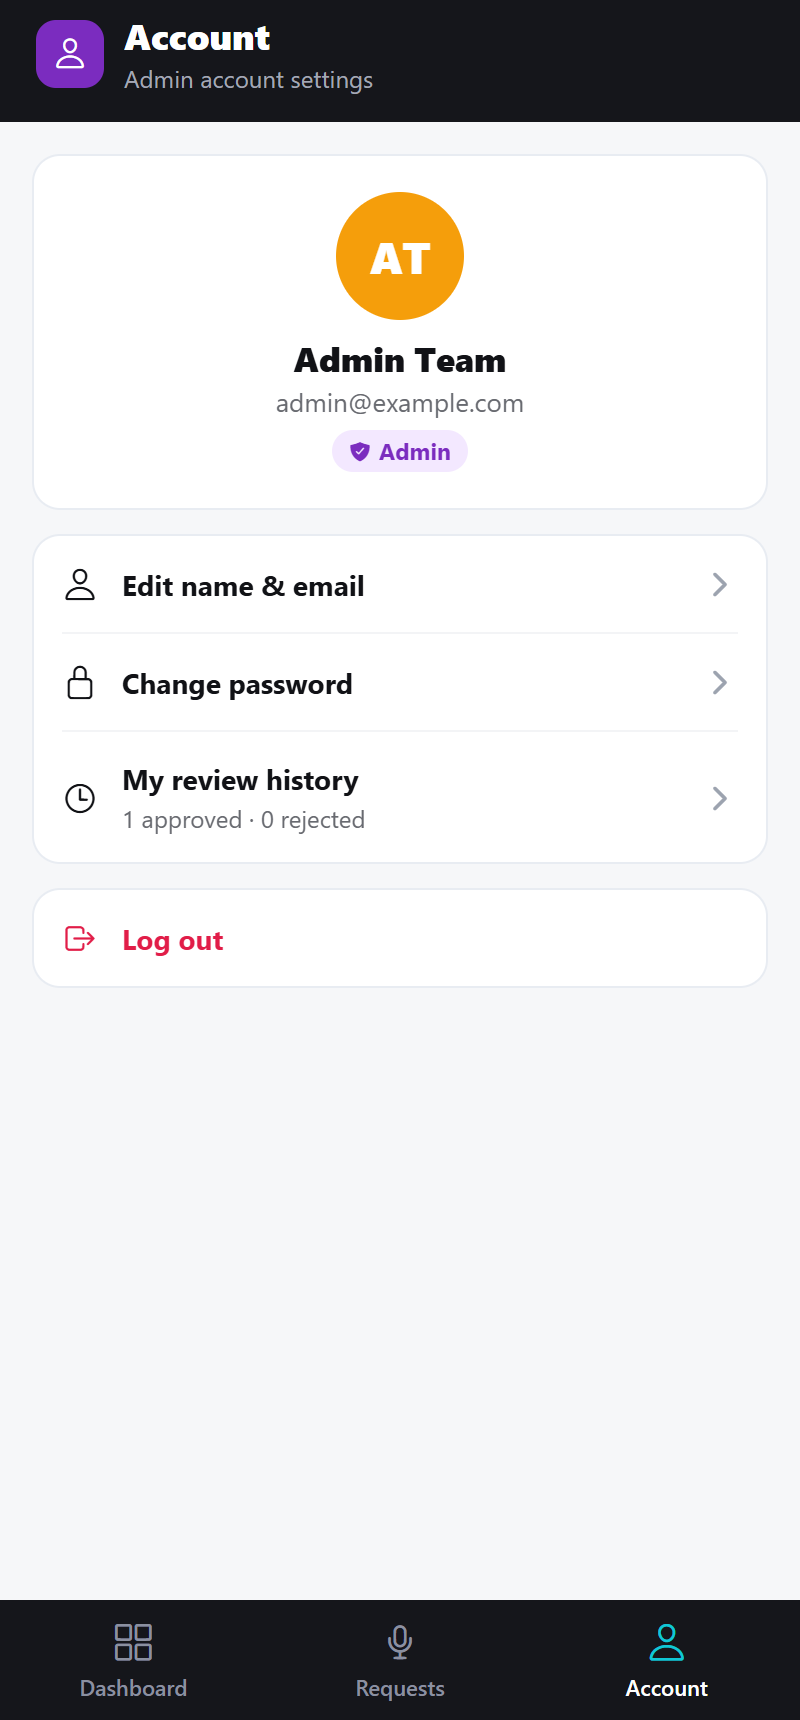 Account
Admin account settings
AT
Admin Team
admin@example.com
Admin
Edit name & email
Change password
My review history
1 approved · 0 rejected
Log out
Dashboard
Requests
Account